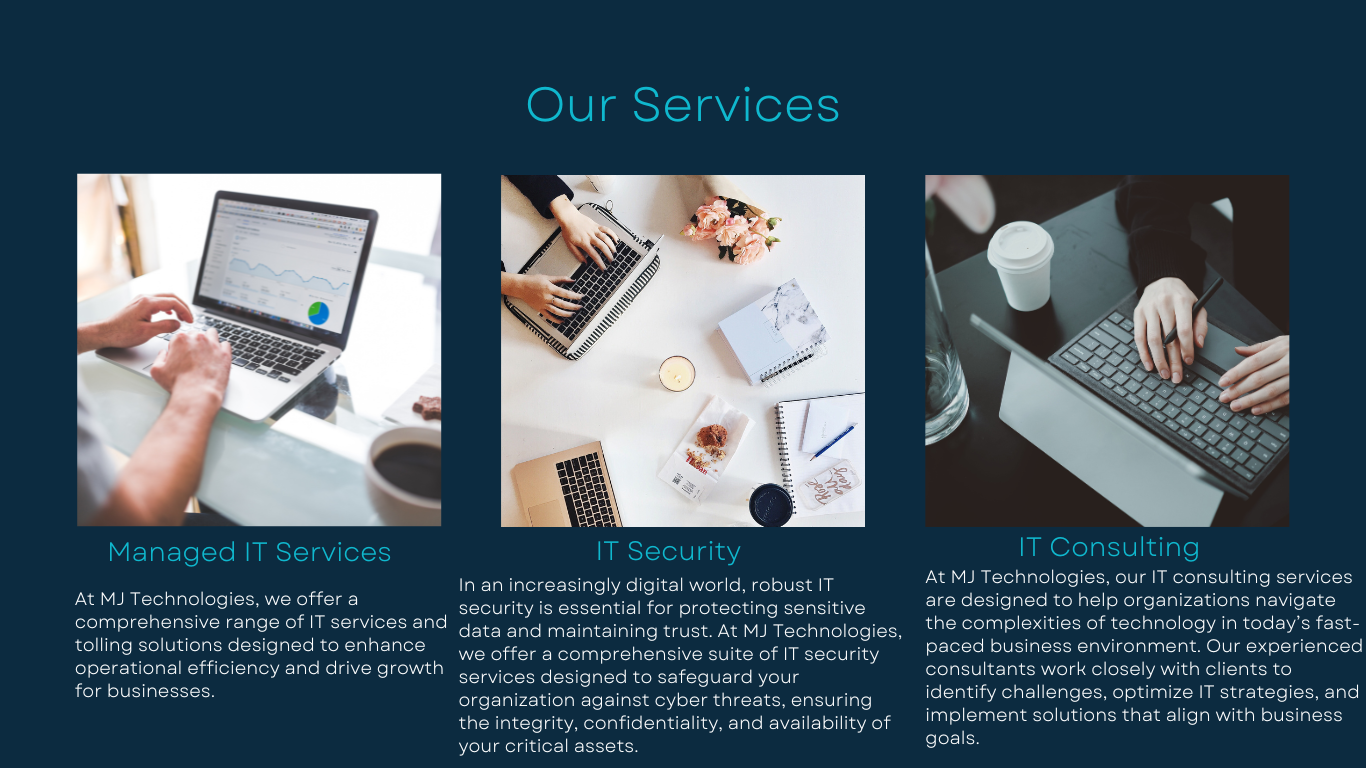 Our Services
Managed IT Services
At MJ Technologies, we offer a
comprehensive range of IT services and
tolling solutions designed to enhance
operational efficiency and drive growth
for businesses.
IT Security
In an increasingly digital world, robust IT
security is essential for protecting sensitive
data and maintaining trust. At MJ Technologies,
we offer a comprehensive suite of IT security
services designed to safeguard your
organization against cyber threats, ensuring
the integrity, confidentiality, and availability of
your critical assets.
IT Consulting
At MJ Technologies, our IT consulting services
are designed to help organizations navigate
the complexities of technology in today’s fast-
paced business environment. Our experienced
consultants work closely with clients to
identify challenges, optimize IT strategies, and
implement solutions that align with business
goals.